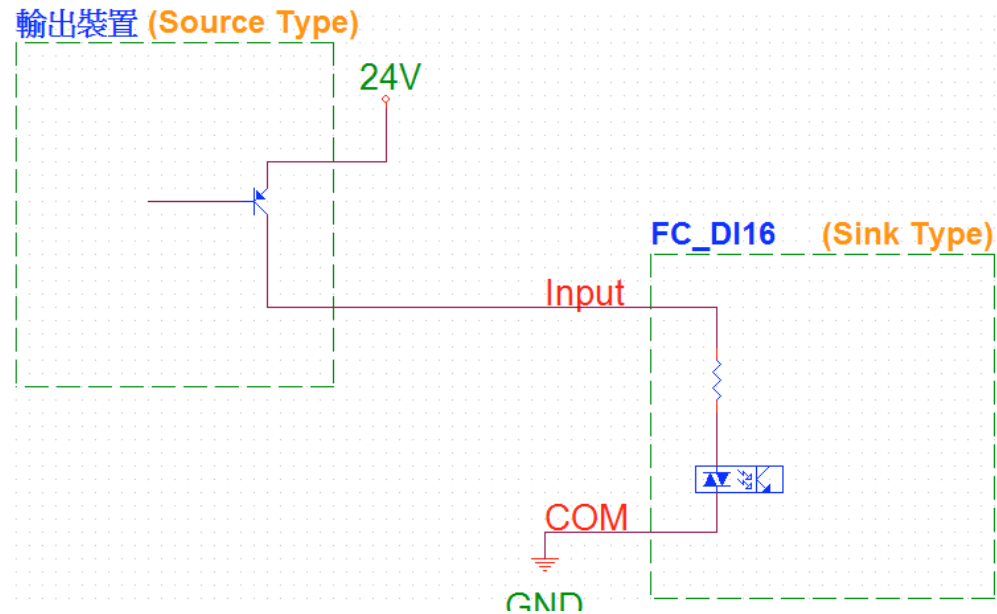 輸出裝置 (Source Type)
24V
FC_DI16 (Sink Type)
Input
COM
GND